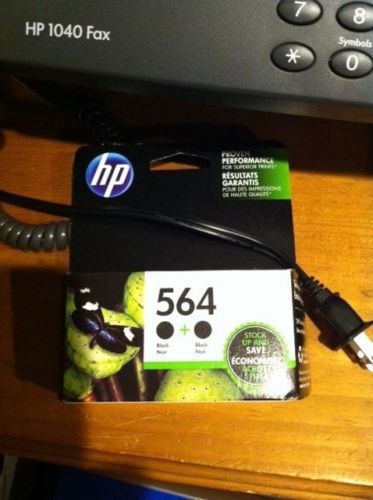 HP 1040 Fax
7
8
Symbols
*
0
hp
PROVEN
PERFORMANCE
FOR SUPERIOR PRINTS*
RÉSULTATS
GARANTIS
POUR DES IMPRESSIONS
DE HAUTE QUALITÉ*
564
+
Black
Noir
Black
Noir
STOCK
UP AND
SAVE